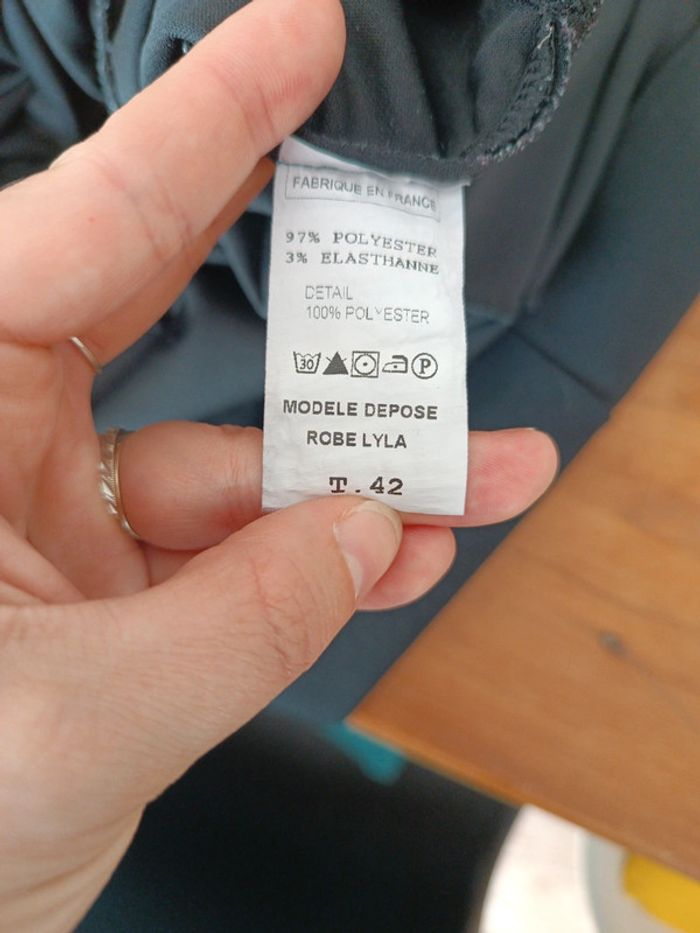 FABRIQUE EN FRANCE
97% POLYESTER
3% ELASTHANNE
DETAIL
100% POLYESTER
30 P
MODELE DEPOSE
ROBE LYLA
T.42